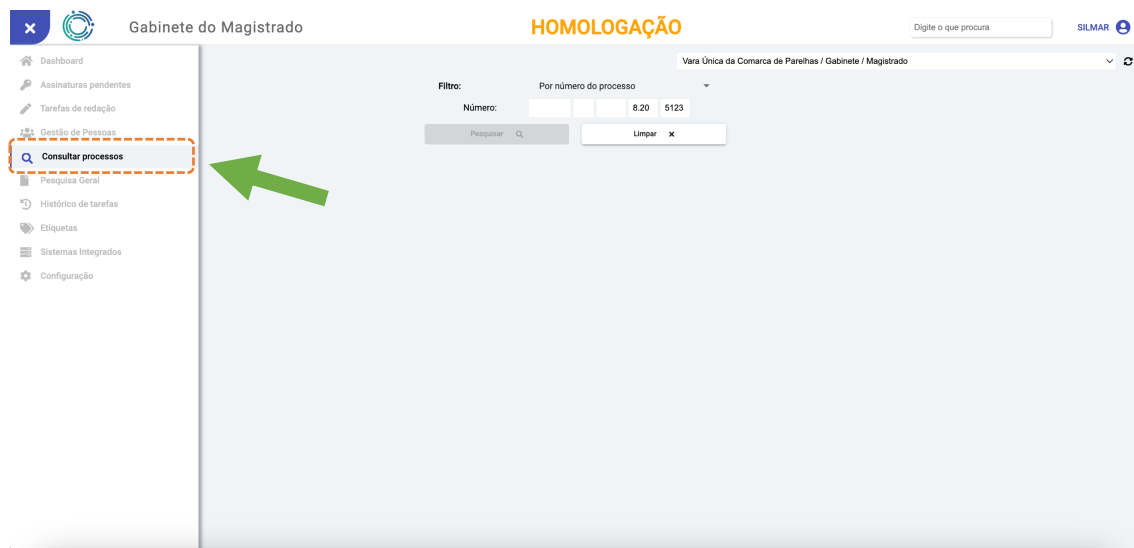 Gabinete do Magistrado
HOMOLOGAÇÃO
Digite o que procura
SILMAR
Dashboard
Assinaturas pendentes
Tarefas de redação
Gestão de Pessoas
Consultar processos
Pesquisa Geral
Histórico de tarefas
Etiquetas
Sistemas Integrados
Configuração
Vara Única da Comarca de Parelhas / Gabinete / Magistrado
Filtro: Por número do processo
Número: 8.20 5123
Pesquisar
Limpar